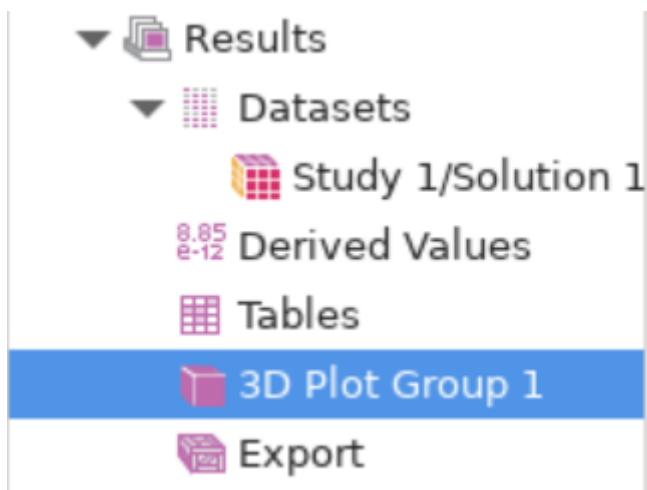 Results
Datasets
Study 1/Solution 1
8.85
e-12
Derived Values
Tables
3D Plot Group 1
Export